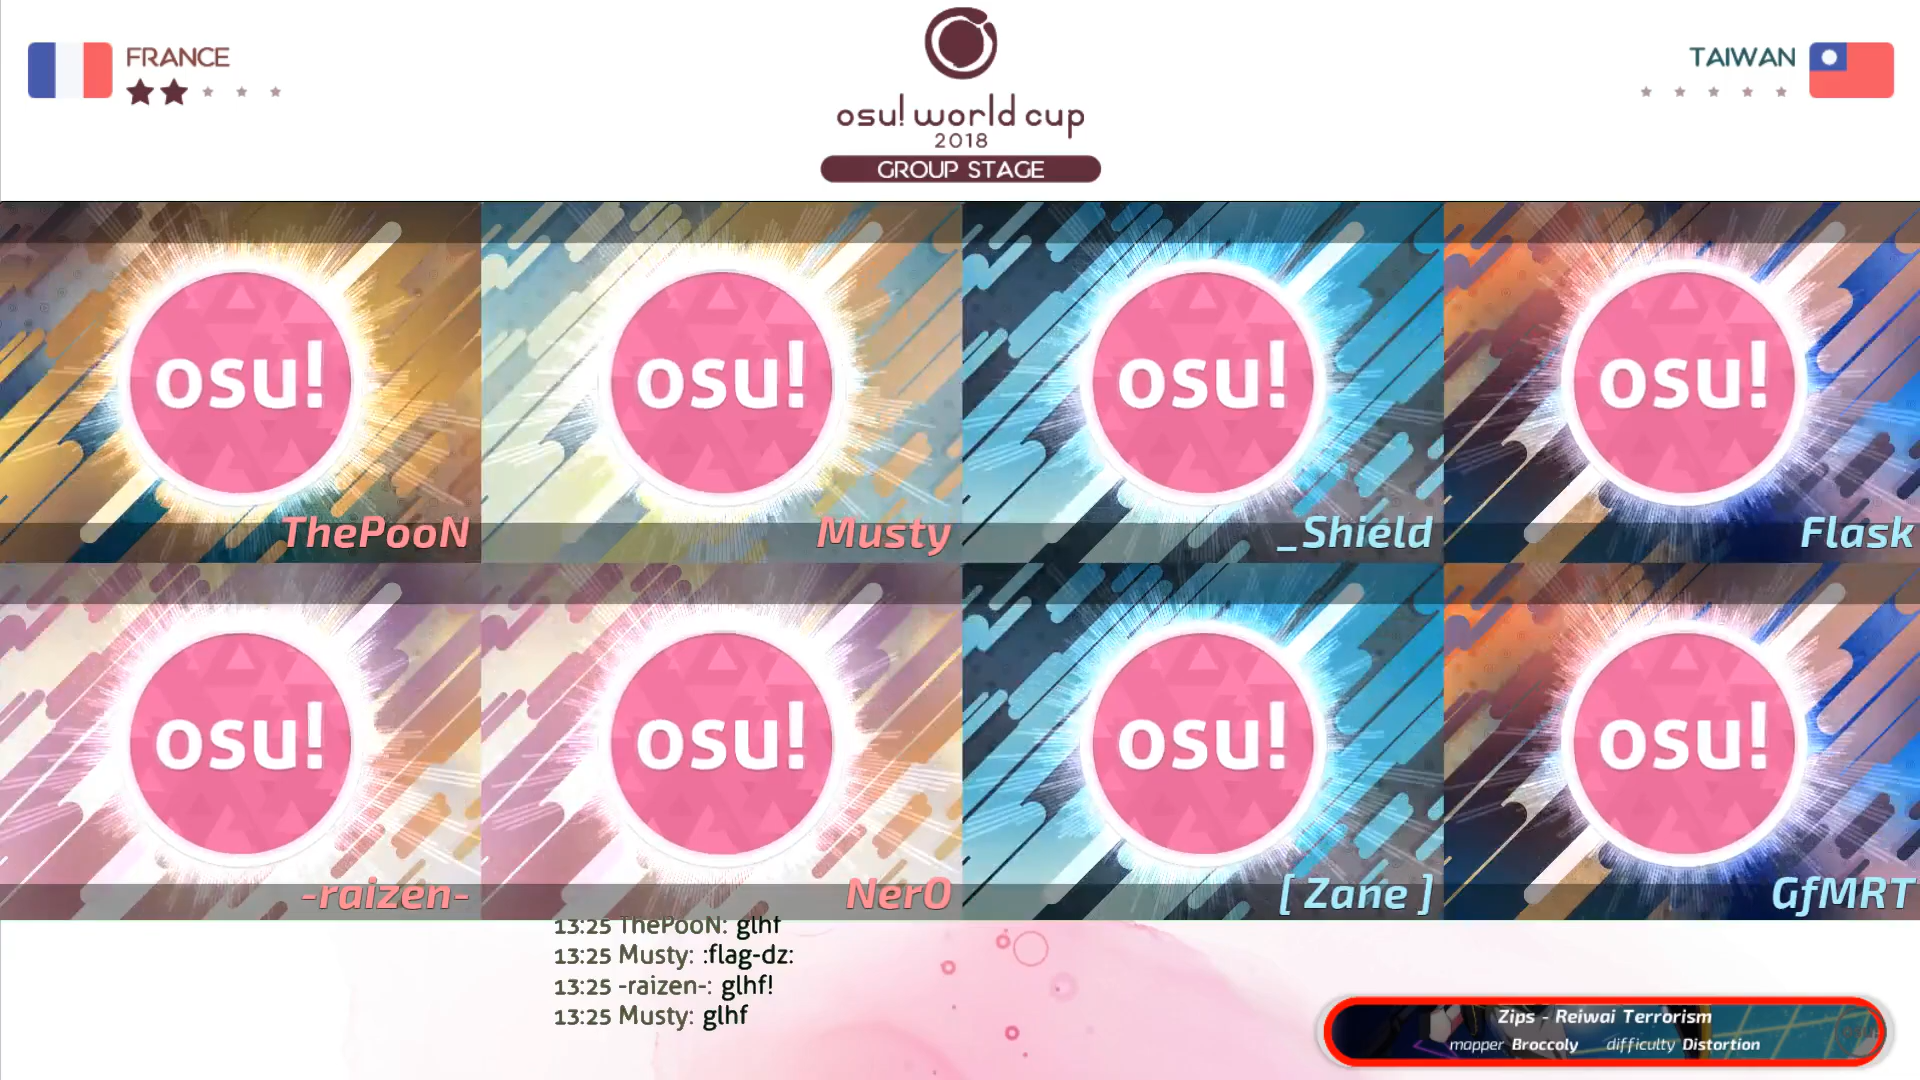 FRANCE
TAIWAN
osu! world cup
2018
GROUP STAGE
osu!
ThePooN
osu!
Musty
osu!
_Shield
osu!
Flask
osu!
-raizen-
osu!
NerO
osu!
[ Zane ]
osu!
GfMRT
13:25 ThePooN: glhf
13:25 Musty: :flag-dz:
13:25 -raizen-: glhf!
13:25 Musty: glhf
Zips - Reiwai Terrorism
mapper Broccoly difficulty Distortion